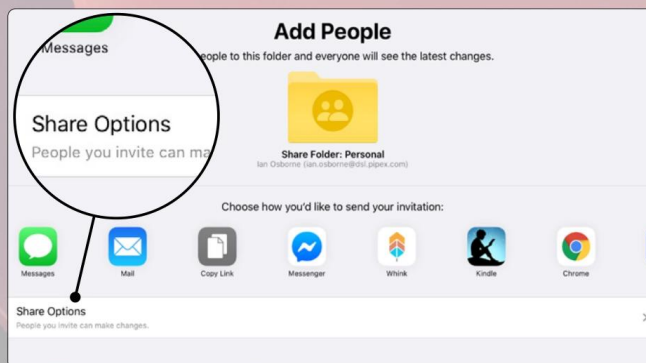 Add People
eople to this folder and everyone will see the latest changes.
Messages
Share Options
People you invite can ma
Share Folder: Personal
Ian Osborne (ian.osborne@dsl.pipex.com)
Choose how you'd like to send your invitation:
Messages
Mail
Copy Link
Messenger
Whink
Kindle
Chrome
Share Options
People you invite can make changes.